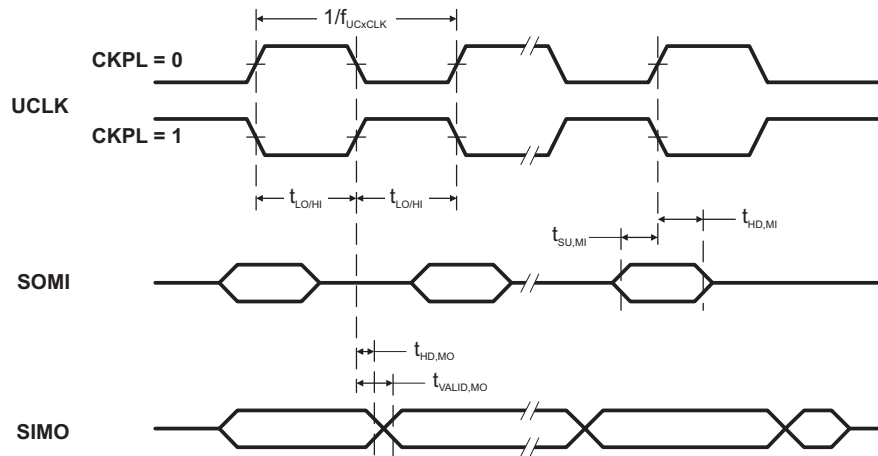 1/fUCxCLK
CKPL = 0
UCLK
CKPL = 1
tLO/HI tLO/HI
tSU,MI tHD,MI
SOMI
tHD,MO
tVALID,MO
SIMO